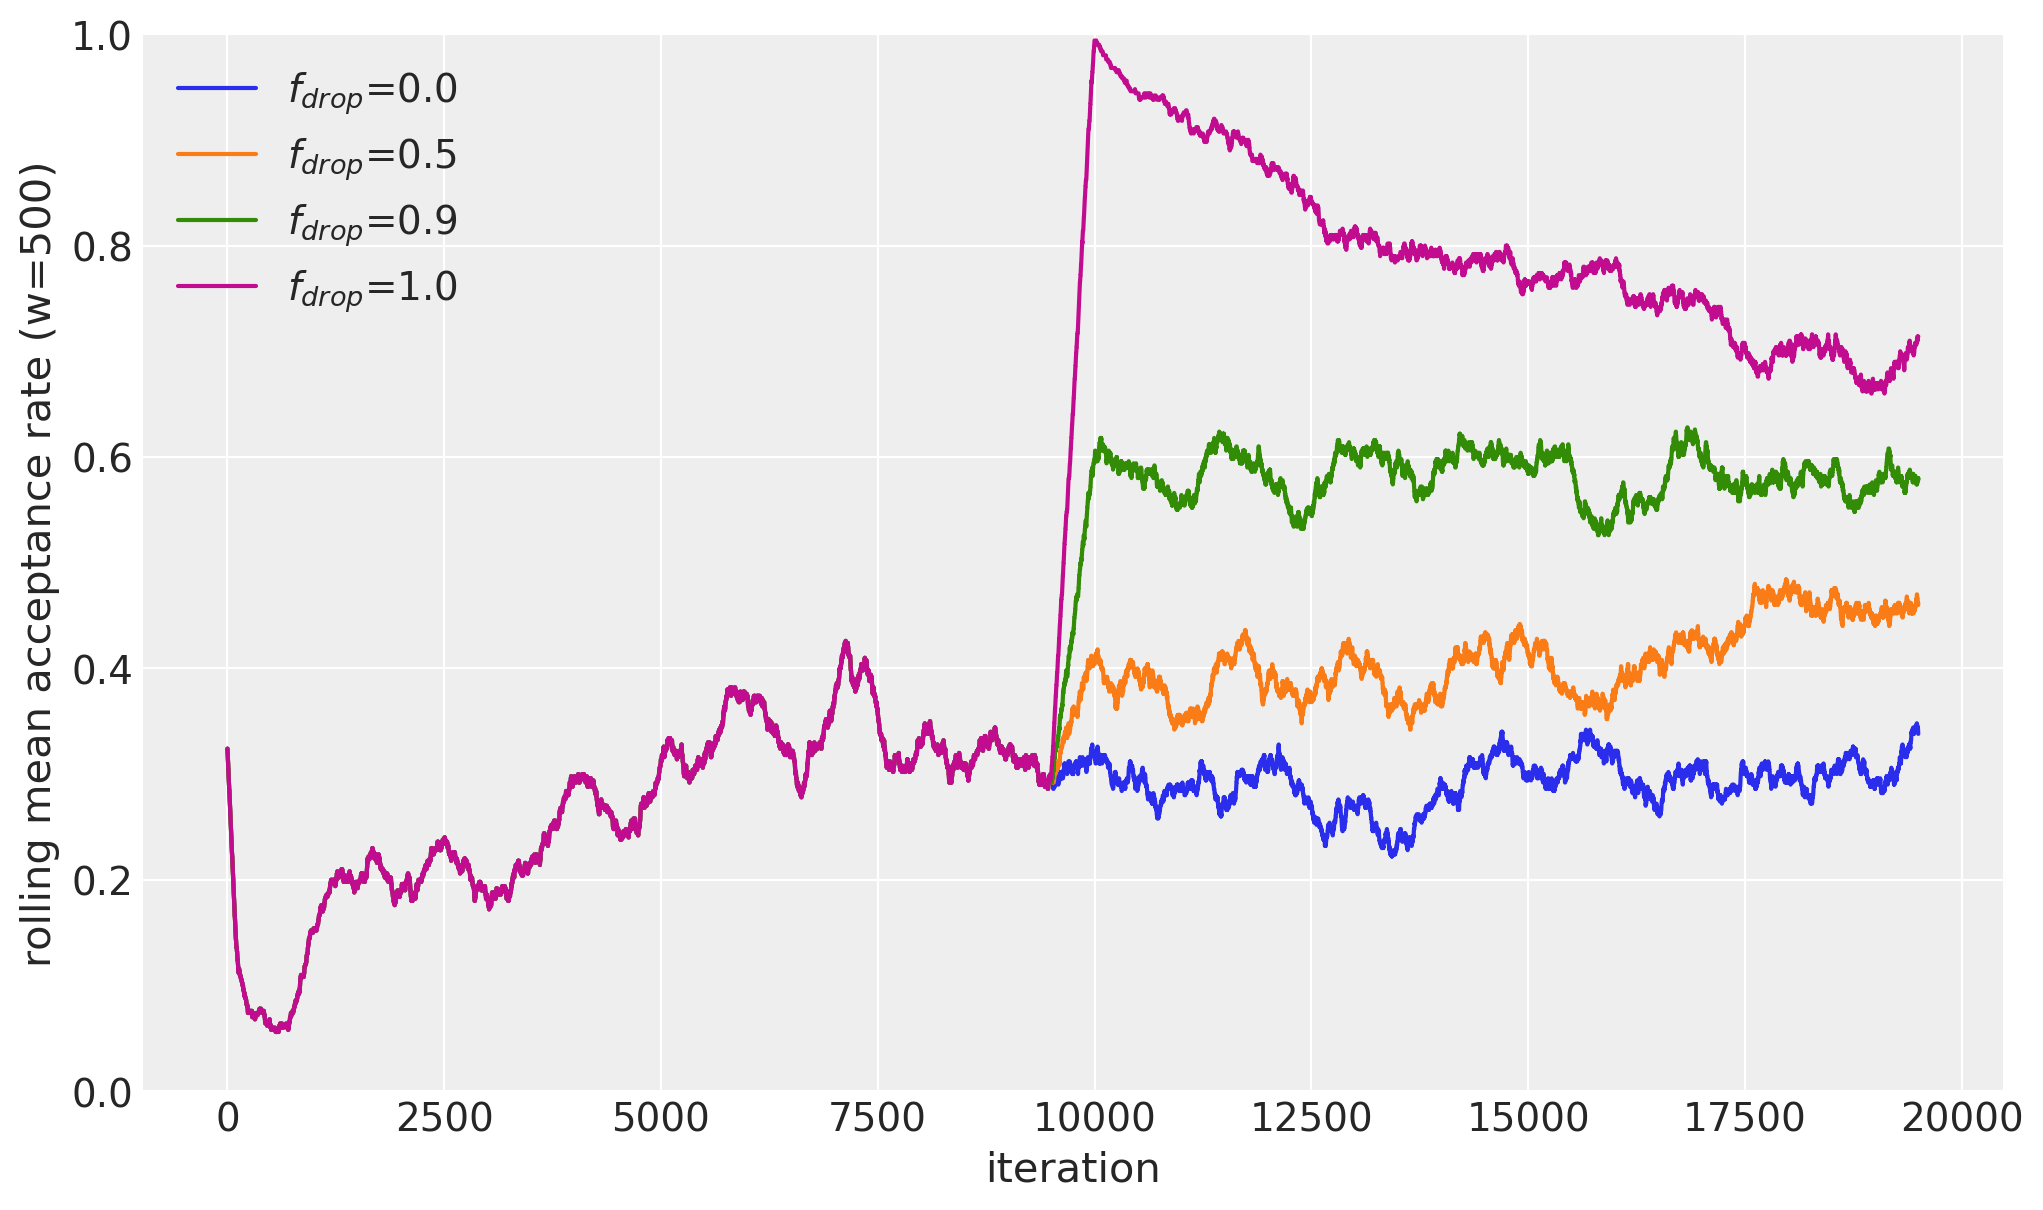 rolling mean acceptance rate (w=500)
1.0
0.8
0.6
0.4
0.2
0.0
f_drop=0.0
f_drop=0.5
f_drop=0.9
f_drop=1.0
0 2500 5000 7500 10000 12500 15000 17500 20000
iteration